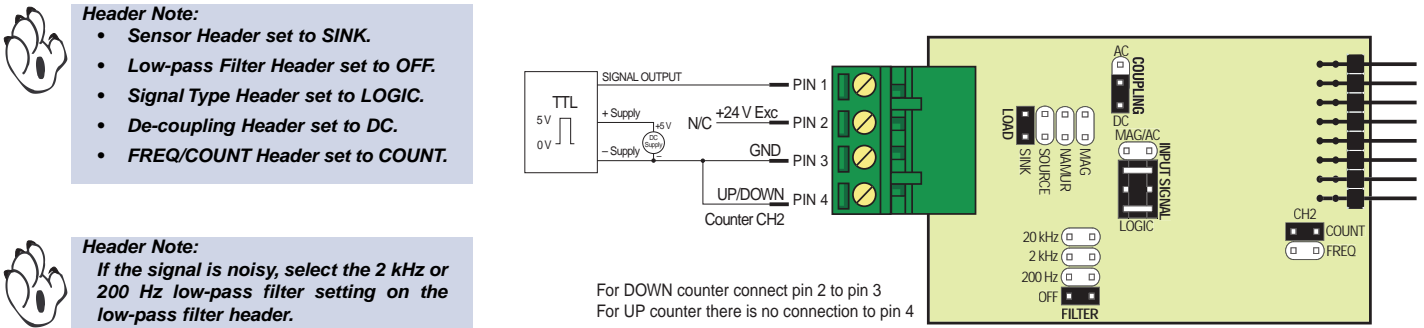 Header Note:
• Sensor Header set to SINK.
• Low-pass Filter Header set to OFF.
• Signal Type Header set to LOGIC.
• De-coupling Header set to DC.
• FREQ/COUNT Header set to COUNT.
Header Note:
If the signal is noisy, select the 2 kHz or
200 Hz low-pass filter setting on the
low-pass filter header.
TTL
5 V
0 V
SIGNAL OUTPUT
+ Supply
+5 V
DC
Supply
–
– Supply
N/C
+24 V Exc
GND
UP/DOWN
Counter CH2
PIN 1
PIN 2
PIN 3
PIN 4
For DOWN counter connect pin 2 to pin 3
For UP counter there is no connection to pin 4
LOAD
SINK
SOURCE
NAMUR
MAG
AC
COUPLING
DC
MAG/AC
INPUT SIGNAL
LOGIC
20 kHz
2 kHz
200 Hz
OFF
FILTER
CH2
COUNT
FREQ